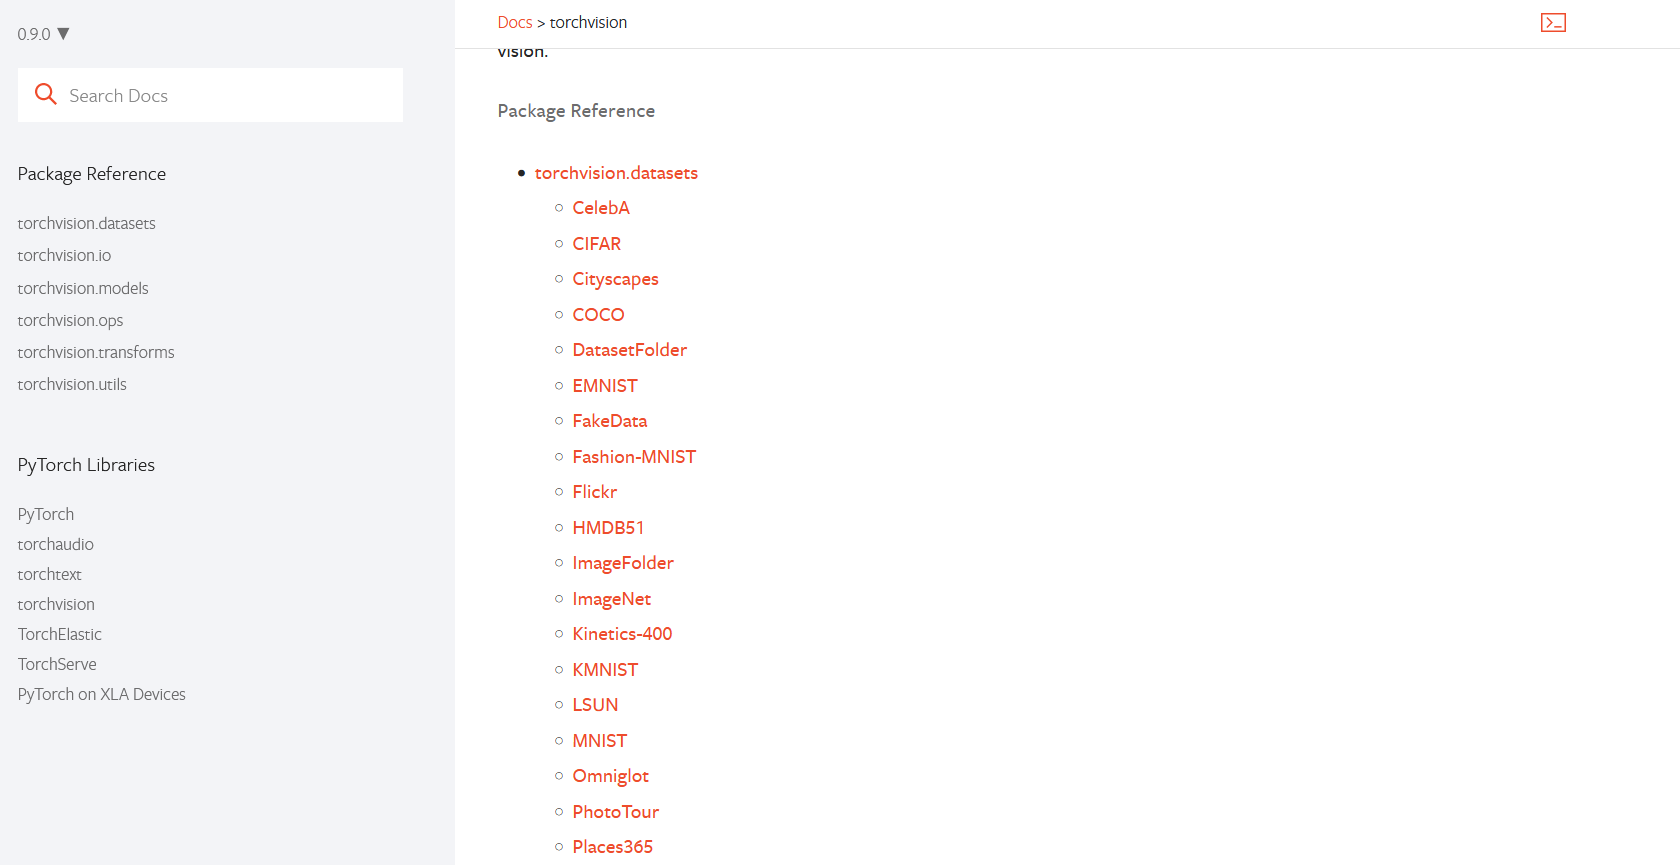 0.9.0 ▼
Search Docs
Package Reference
torchvision.datasets
torchvision.io
torchvision.models
torchvision.ops
torchvision.transforms
torchvision.utils
PyTorch Libraries
PyTorch
torchaudio
torchtext
torchvision
TorchElastic
TorchServe
PyTorch on XLA Devices
Docs > torchvision
vision.
Package Reference
torchvision.datasets
CelebA
CIFAR
Cityscapes
COCO
DatasetFolder
EMNIST
FakeData
Fashion-MNIST
Flickr
HMDB51
ImageFolder
ImageNet
Kinetics-400
KMNIST
LSUN
MNIST
Omniglot
PhotoTour
Places365